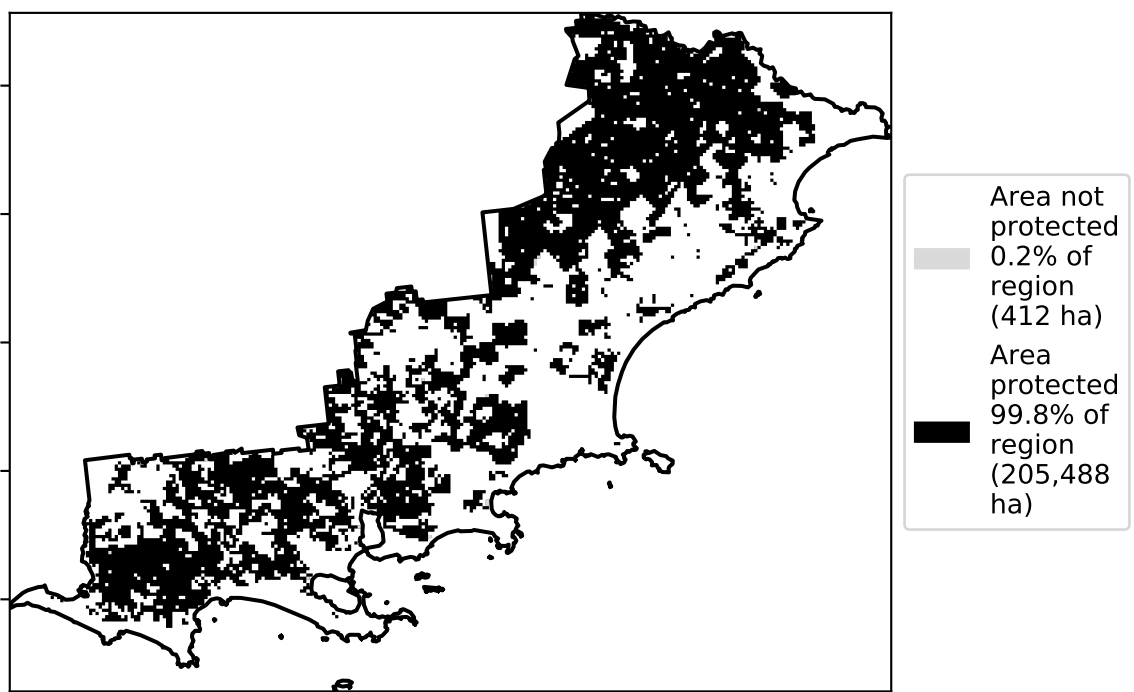 Area not
protected
0.2% of
region
(412 ha)
Area
protected
99.8% of
region
(205,488
ha)